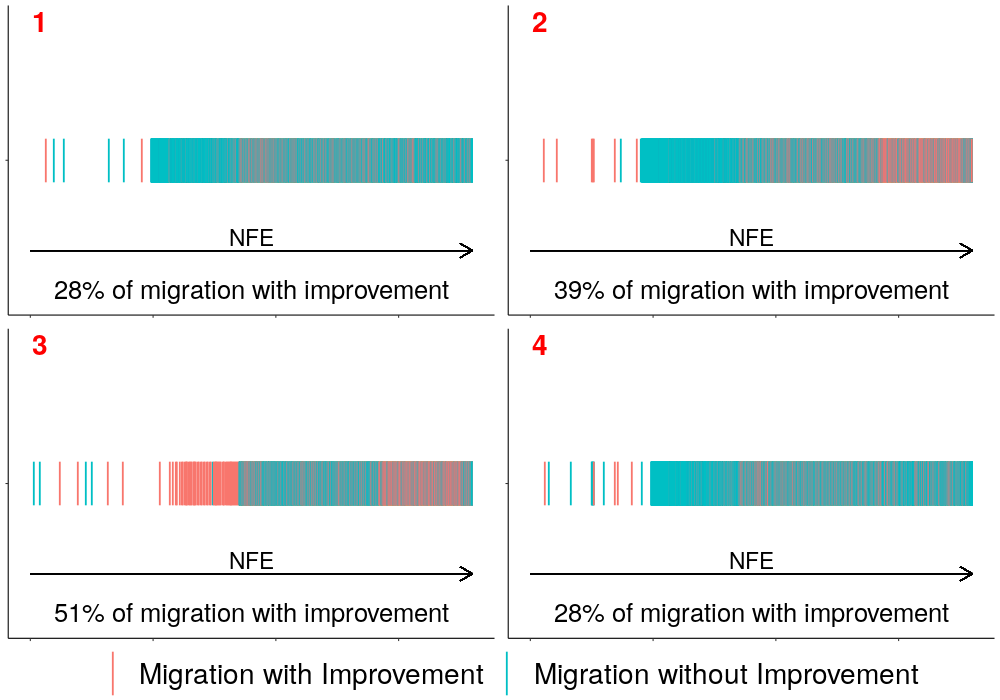 1
NFE
28% of migration with improvement
2
NFE
39% of migration with improvement
3
NFE
51% of migration with improvement
4
NFE
28% of migration with improvement
Migration with Improvement
Migration without Improvement